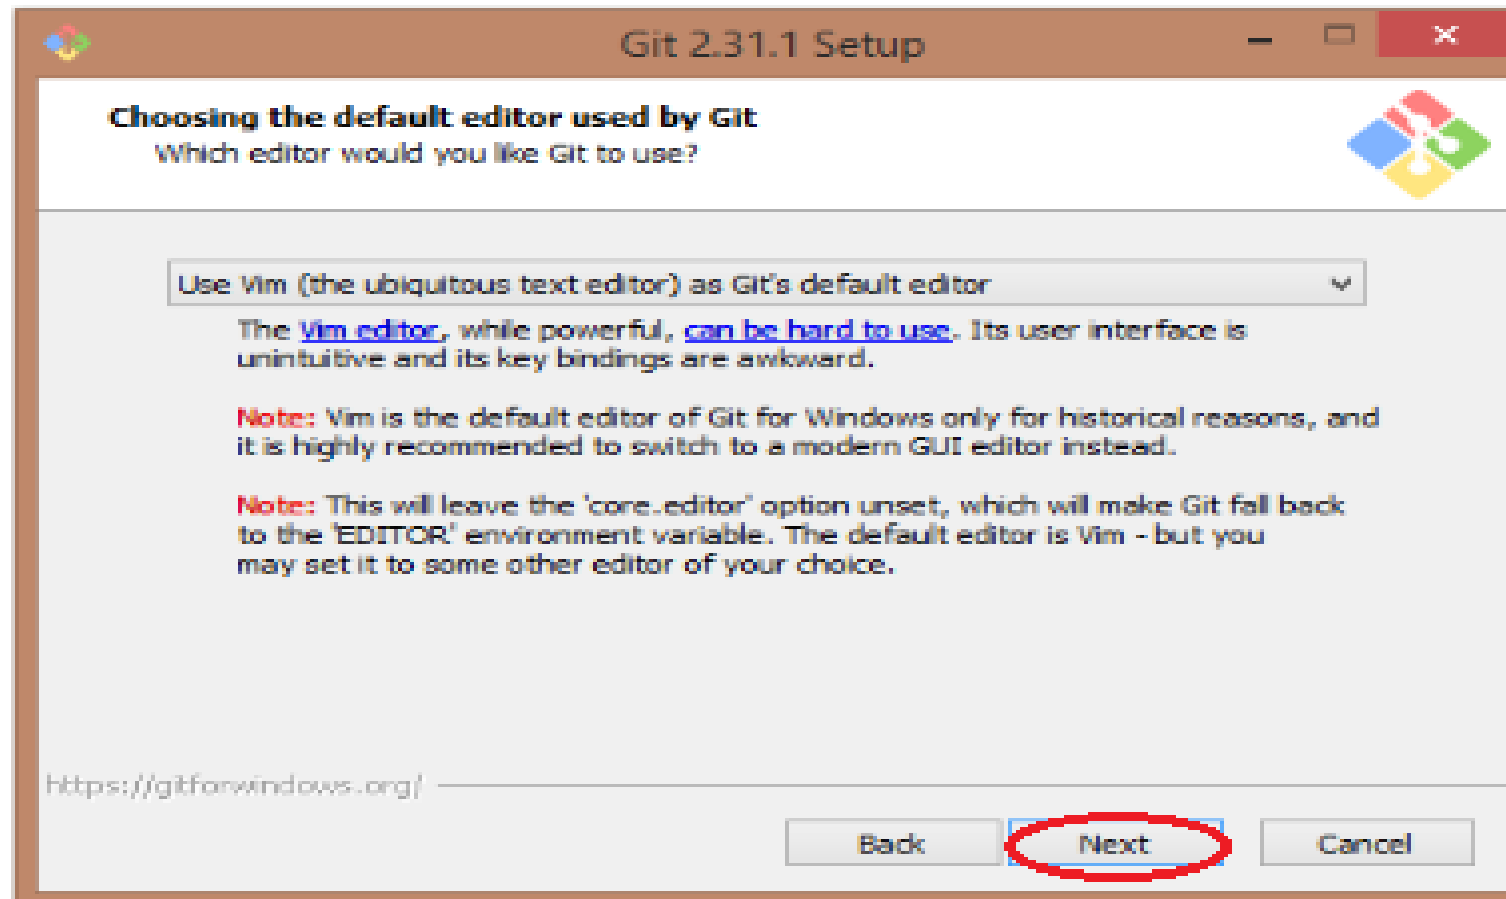 Git 2.31.1 Setup
Choosing the default editor used by Git
Which editor would you like Git to use?
Use Vim (the ubiquitous text editor) as Git's default editor
The Vim editor, while powerful, can be hard to use. Its user interface is
unintuitive and its key bindings are awkward.
Note: Vim is the default editor of Git for Windows only for historical reasons, and
it is highly recommended to switch to a modern GUI editor instead.
Note: This will leave the 'core.editor' option unset, which will make Git fall back
to the 'EDITOR' environment variable. The default editor is Vim - but you
may set it to some other editor of your choice.
https://gitforwindows.org/
Back Next Cancel